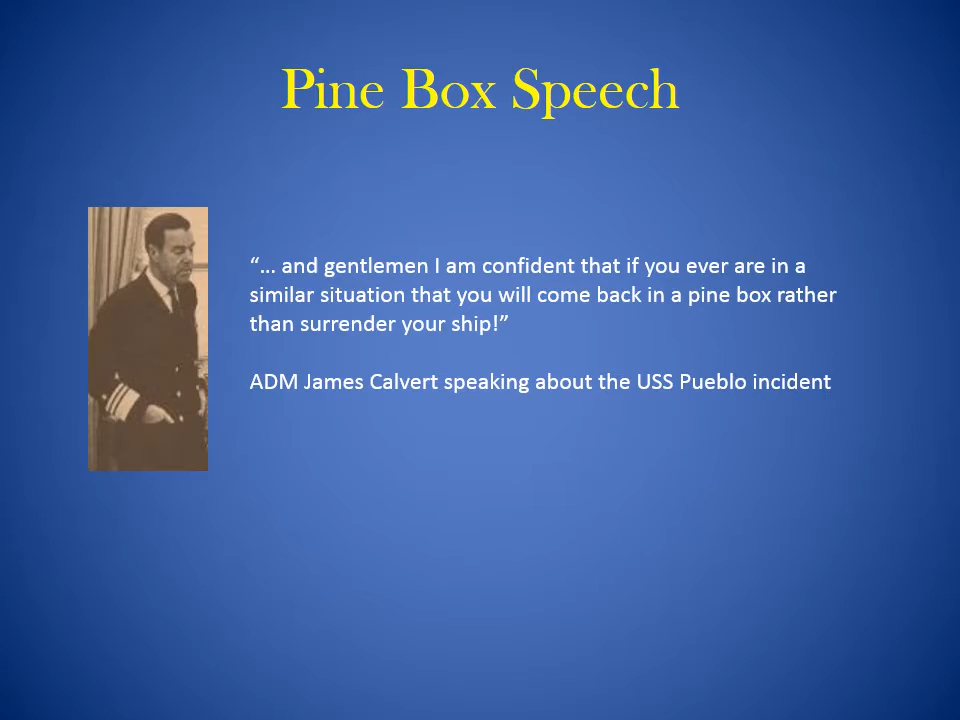 Pine Box Speech
“… and gentlemen I am confident that if you ever are in a
similar situation that you will come back in a pine box rather
than surrender your ship!”
ADM James Calvert speaking about the USS Pueblo incident